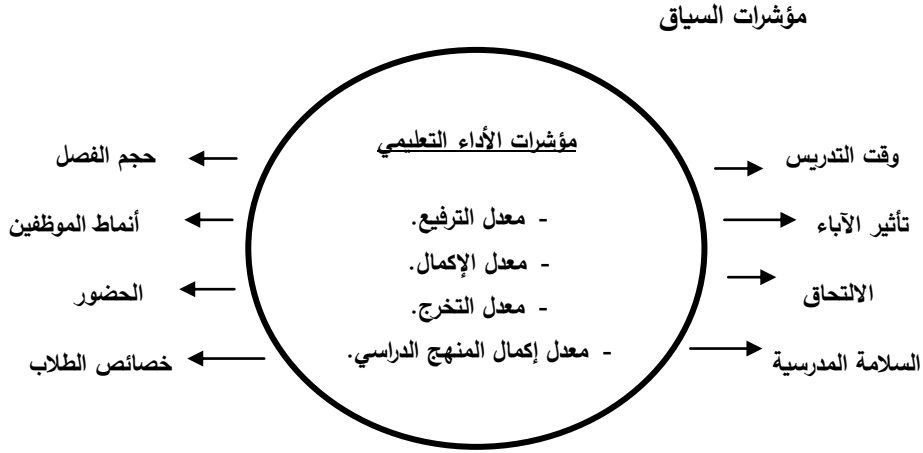 مؤشرات السياق
مؤشرات الأداء التعليمي
وقت التدريس
حجم الفصل
تأثير الآباء
- معدل الترفيع.
أنماط الموظفين
- معدل الإكمال.
الالتحاق
الحضور
- معدل التخرج.
السلامة المدرسية
- معدل إكمال المنهج الدراسي.
خصائص الطلاب